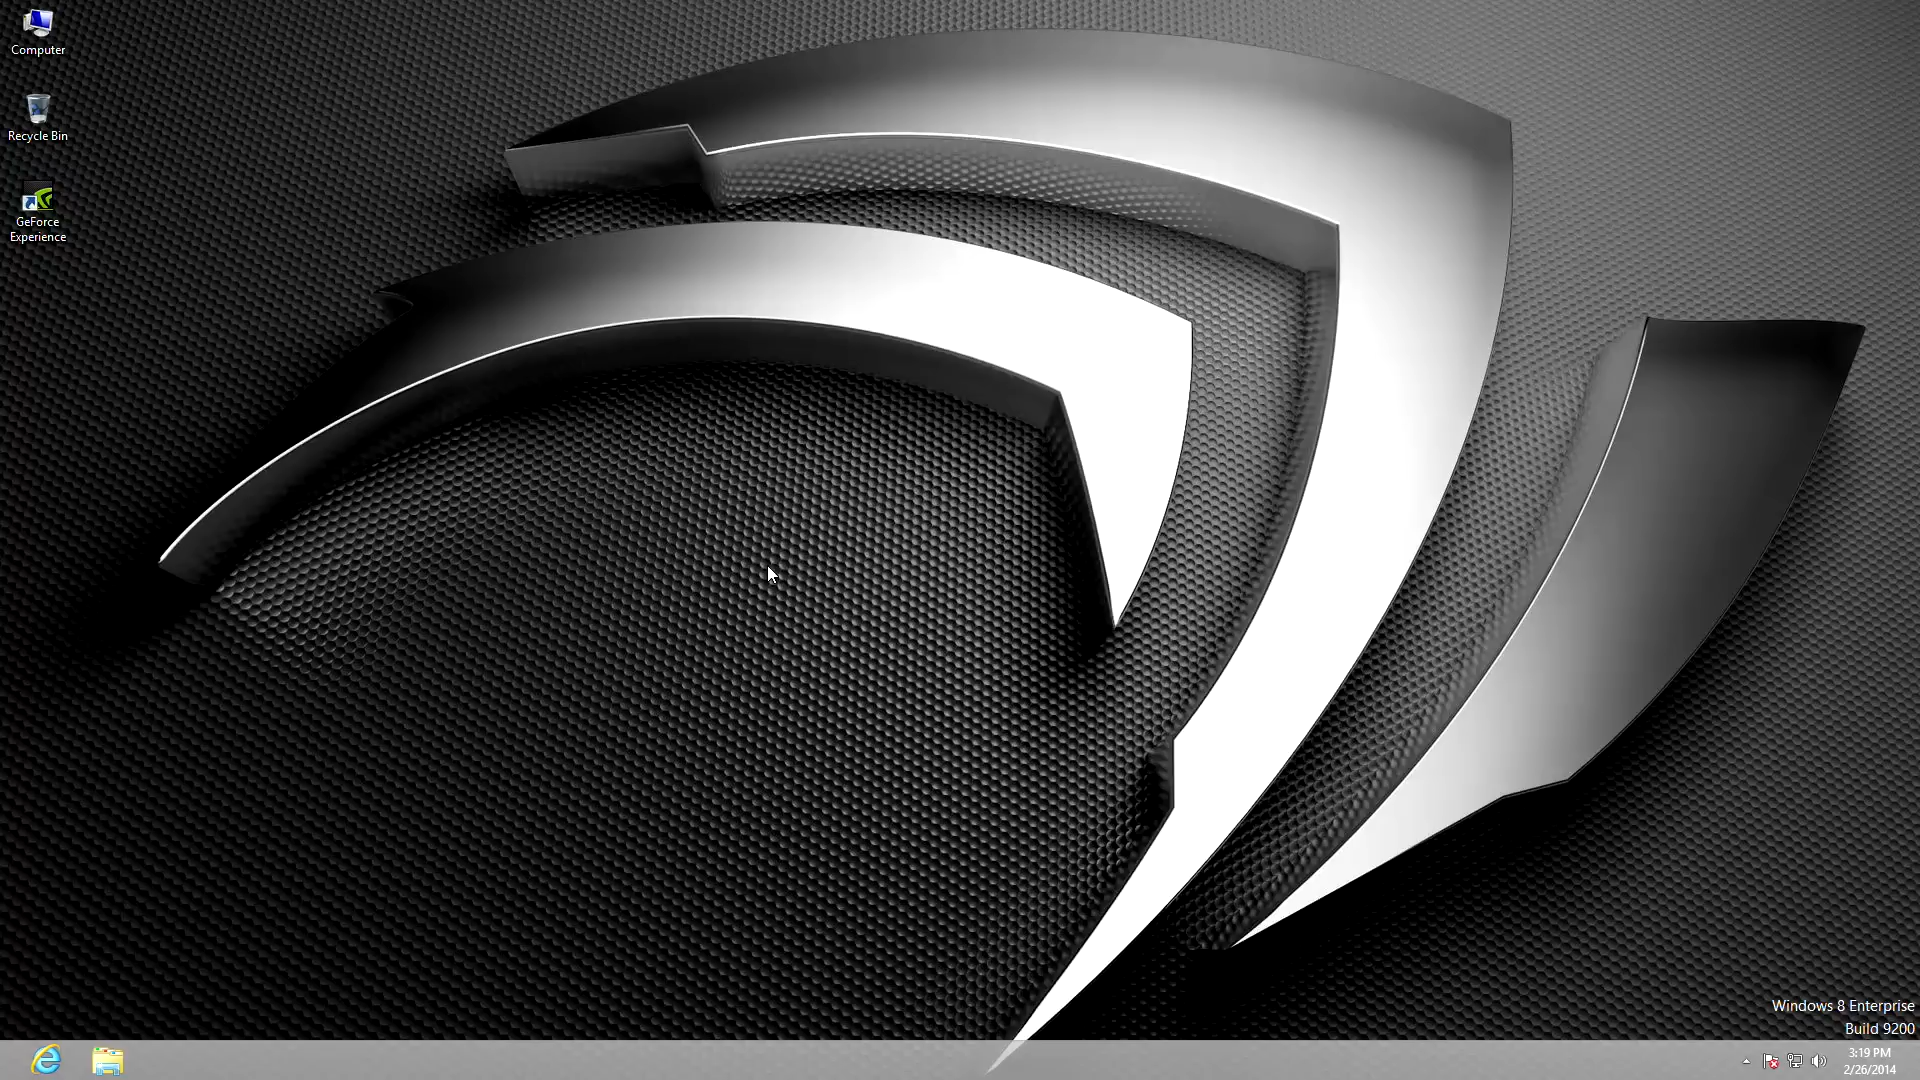 Computer
Recycle Bin
GeForce
Experience
Windows 8 Enterprise
Build 9200
3:19 PM
2/26/2014